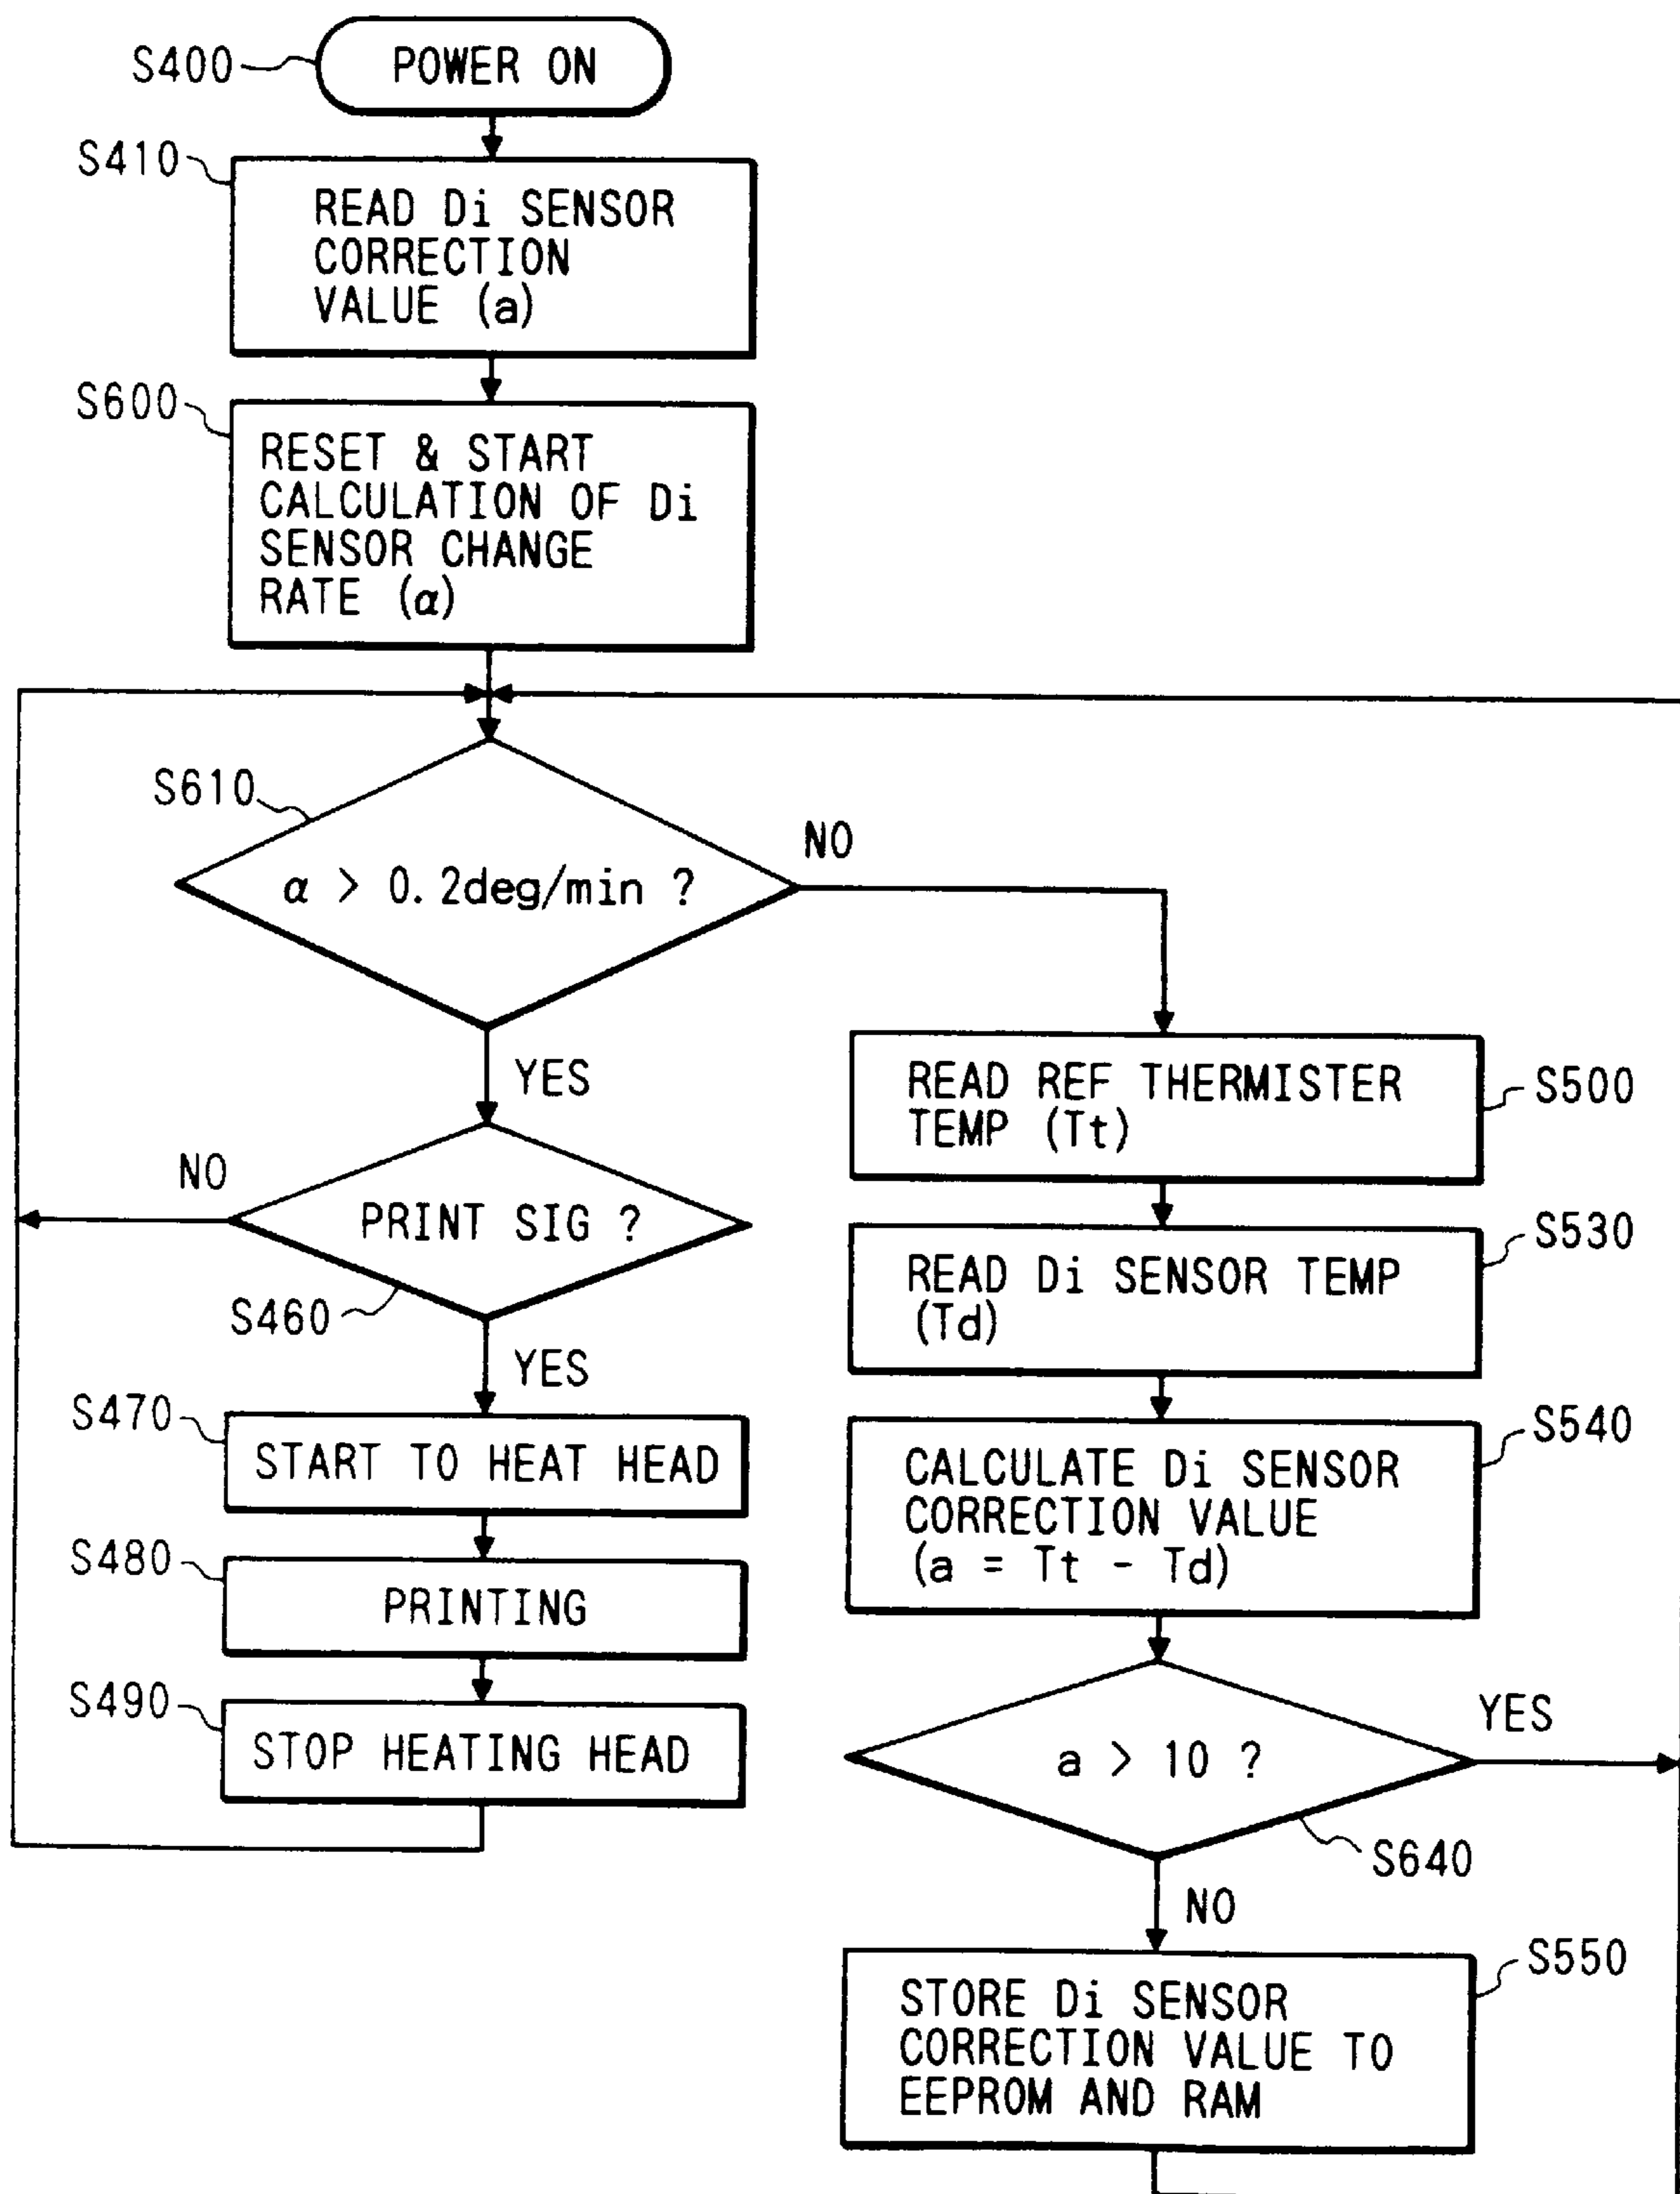 S400
POWER ON
S410
READ Di SENSOR
CORRECTION
VALUE (a)
S600
RESET & START
CALCULATION OF Di
SENSOR CHANGE
RATE (α)
S610
α > 0.2deg/min ?
NO
YES
NO
PRINT SIG ?
S460
YES
S470
START TO HEAT HEAD
S480
PRINTING
S490
STOP HEATING HEAD
READ REF THERMISTER
TEMP (Tt)
S500
READ Di SENSOR TEMP
(Td)
S530
CALCULATE Di SENSOR
CORRECTION VALUE
(a = Tt - Td)
S540
a > 10 ?
YES
S640
NO
STORE Di SENSOR
CORRECTION VALUE TO
EEPROM AND RAM
S550